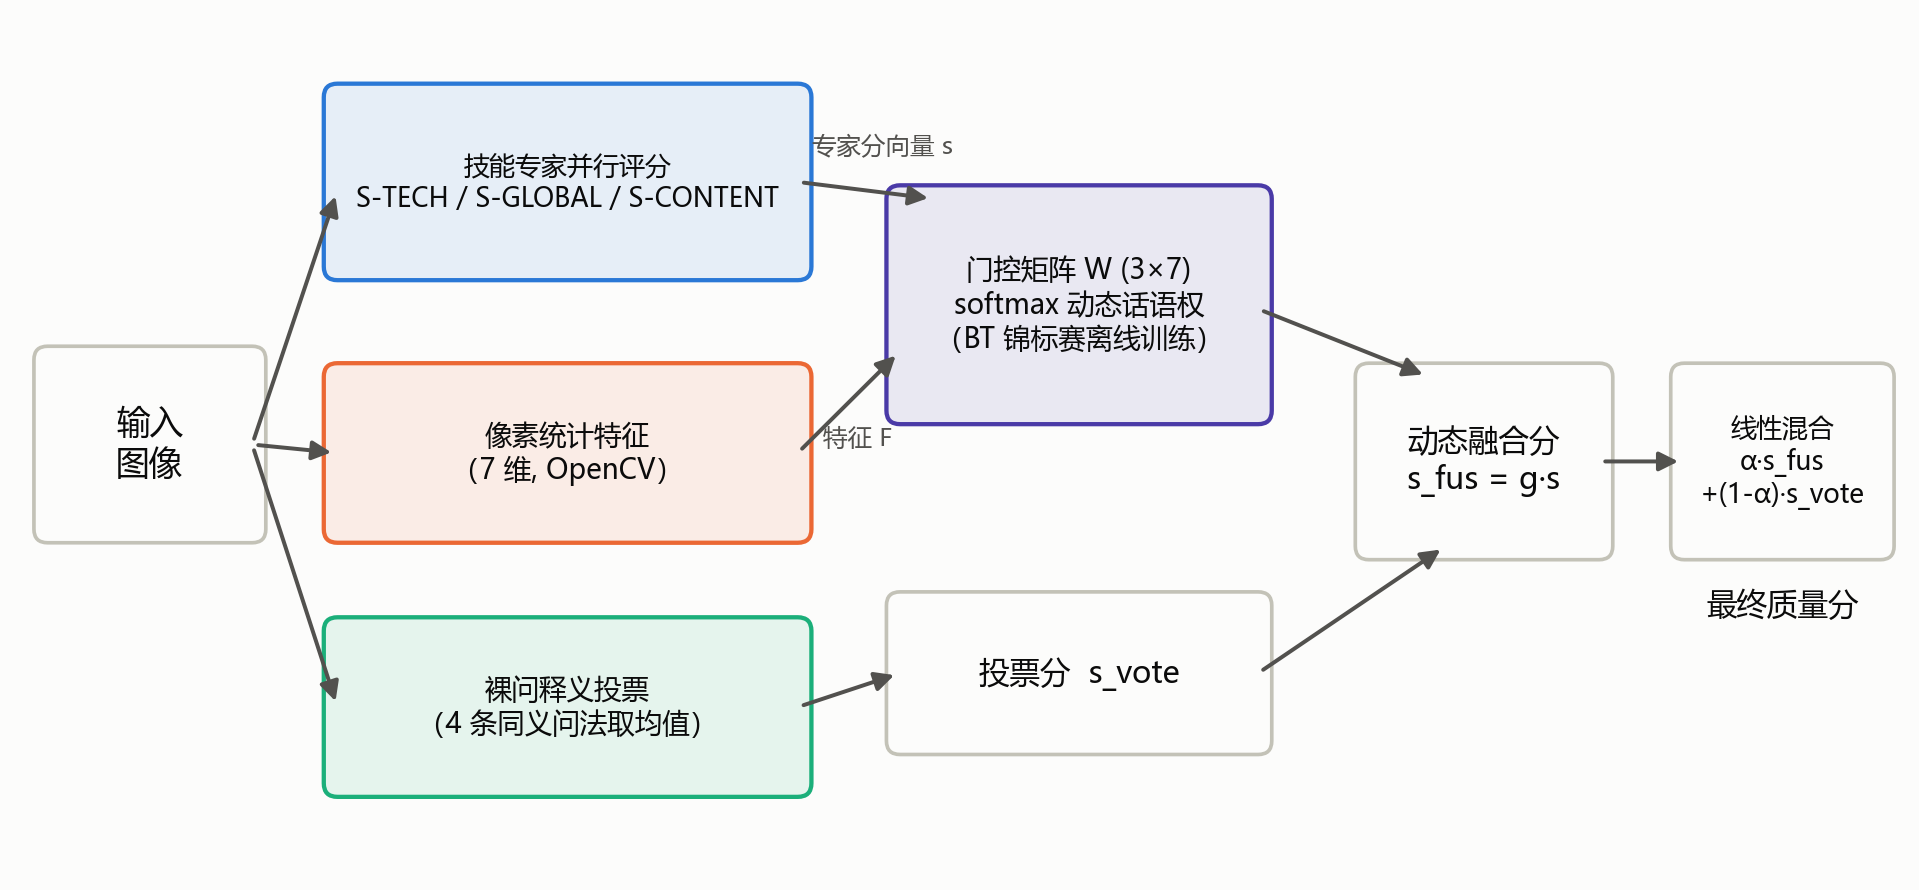 技能专家并行评分
S-TECH / S-GLOBAL / S-CONTENT
专家分向量 s
输入
图像
像素统计特征
(7 维, OpenCV)
特征 F
门控矩阵 W (3×7)
softmax 动态话语权
(BT 锦标赛离线训练)
裸问释义投票
(4 条同义问法取均值)
投票分 s_vote
动态融合分
s_fus = g·s
线性混合
α·s_fus
+(1-α)·s_vote
最终质量分